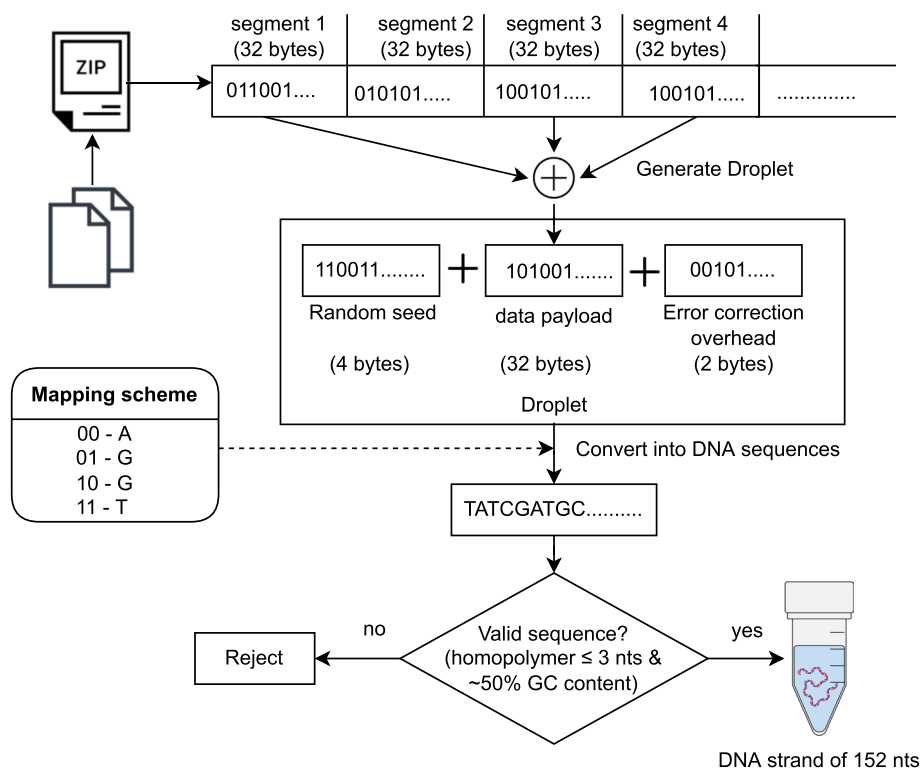 segment 1
(32 bytes)
segment 2
(32 bytes)
segment 3
(32 bytes)
segment 4
(32 bytes)
ZIP
011001....
010101.....
100101.....
100101.....
..............
Generate Droplet
110011........
+
101001.......
+
00101.....
Random seed
(4 bytes)
data payload
(32 bytes)
Error correction
overhead
(2 bytes)
Droplet
Mapping scheme
00 - A
01 - G
10 - G
11 - T
Convert into DNA sequences
TATCGATGC..........
Valid sequence?
(homopolymer ≤ 3 nts &
~50% GC content)
no
yes
Reject
DNA strand of 152 nts